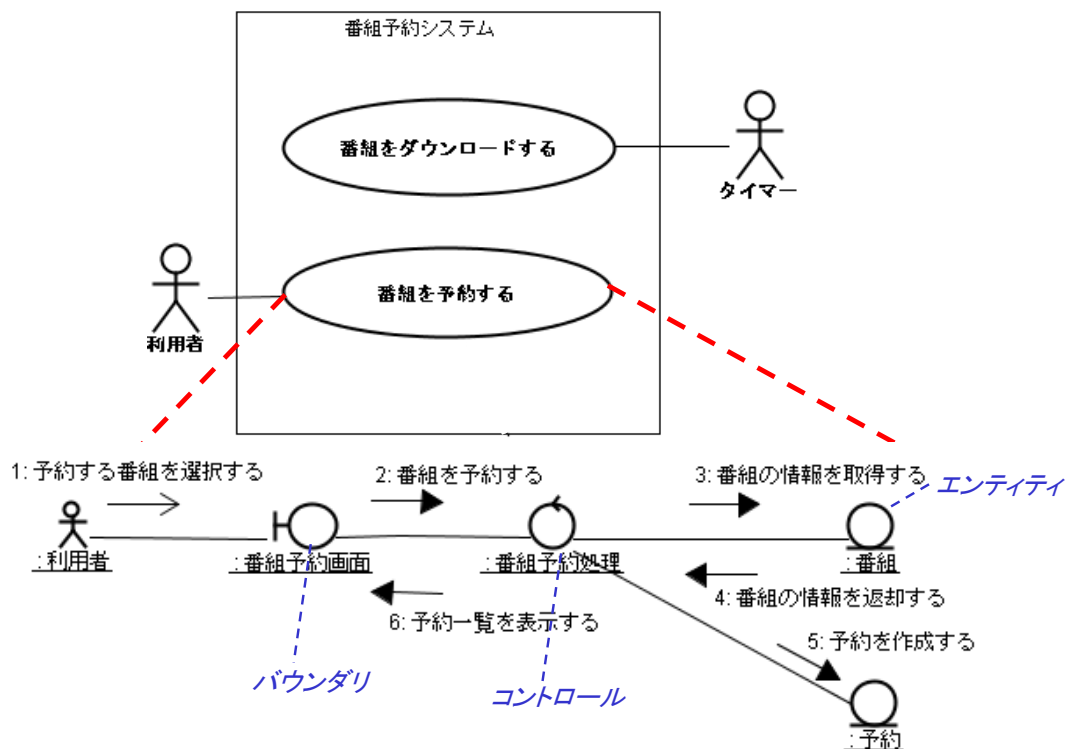 番組予約システム
番組をダウンロードする
タイマー
番組を予約する
利用者
1: 予約する番組を選択する
2: 番組を予約する
3: 番組の情報を取得する
エンティティ
: 利用者
: 番組予約画面
: 番組予約処理
: 番組
4: 番組の情報を返却する
6: 予約一覧を表示する
5: 予約を作成する
バウンダリ
コントロール
: 予約